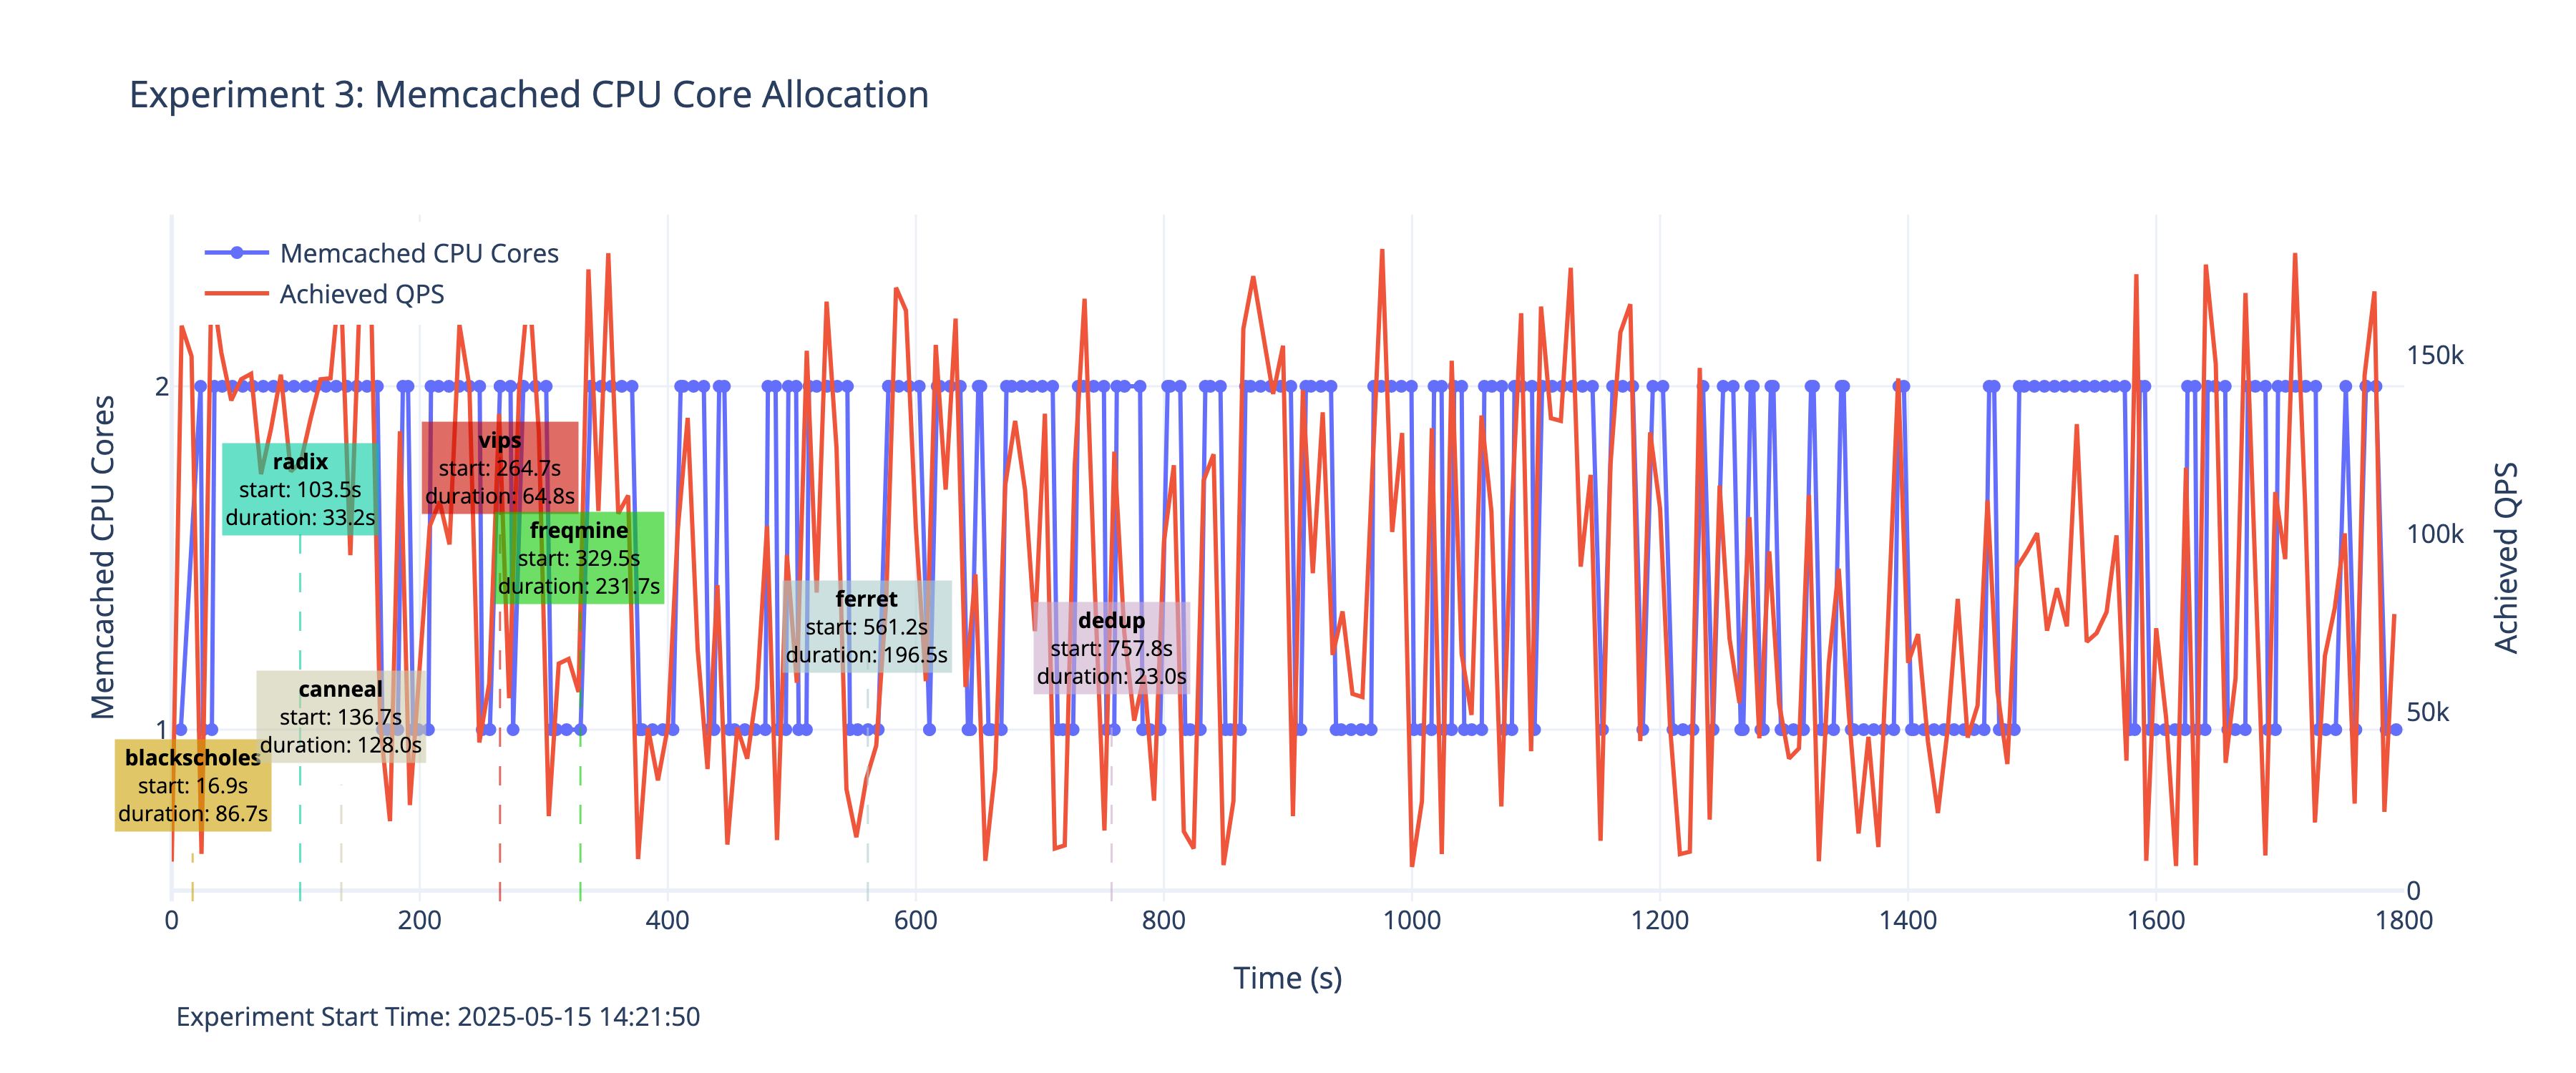 Experiment 3: Memcached CPU Core Allocation
Memcached CPU Cores
Achieved QPS
Memcached CPU Cores
2
1
150k
100k
50k
0
Achieved QPS
radix
start: 103.5s
duration: 33.2s
vips
start: 264.7s
duration: 64.8s
freqmine
start: 329.5s
duration: 231.7s
ferret
start: 561.2s
duration: 196.5s
dedup
start: 757.8s
duration: 23.0s
canneal
start: 136.7s
duration: 128.0s
blackscholes
start: 16.9s
duration: 86.7s
0 200 400 600 800 1000 1200 1400 1600 1800
Time (s)
Experiment Start Time: 2025-05-15 14:21:50